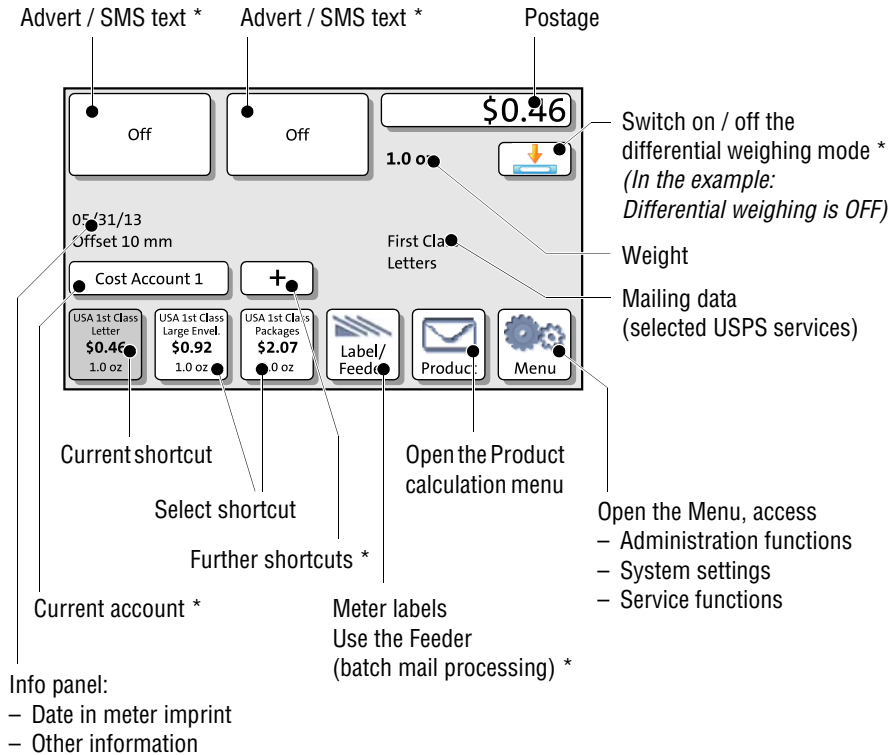 Advert / SMS text *
Advert / SMS text *
Postage
Off
Off
$0.46
1.0 oz
Switch on / off the
differential weighing mode *
(In the example:
Differential weighing is OFF)
05/31/13
Offset 10 mm
First Class
Letters
Weight
Cost Account 1
+
Mailing data
(selected USPS services)
USA 1st Class
Letter
$0.46
1.0 oz
USA 1st Class
Large Envel.
$0.92
1.0 oz
USA 1st Class
Packages
$2.07
1.0 oz
Label/
Feeder
Product
Menu
Current shortcut
Open the Product
calculation menu
Select shortcut
Open the Menu, access
– Administration functions
– System settings
– Service functions
Further shortcuts *
Current account *
Meter labels
Use the Feeder
(batch mail processing) *
Info panel:
– Date in meter imprint
– Other information